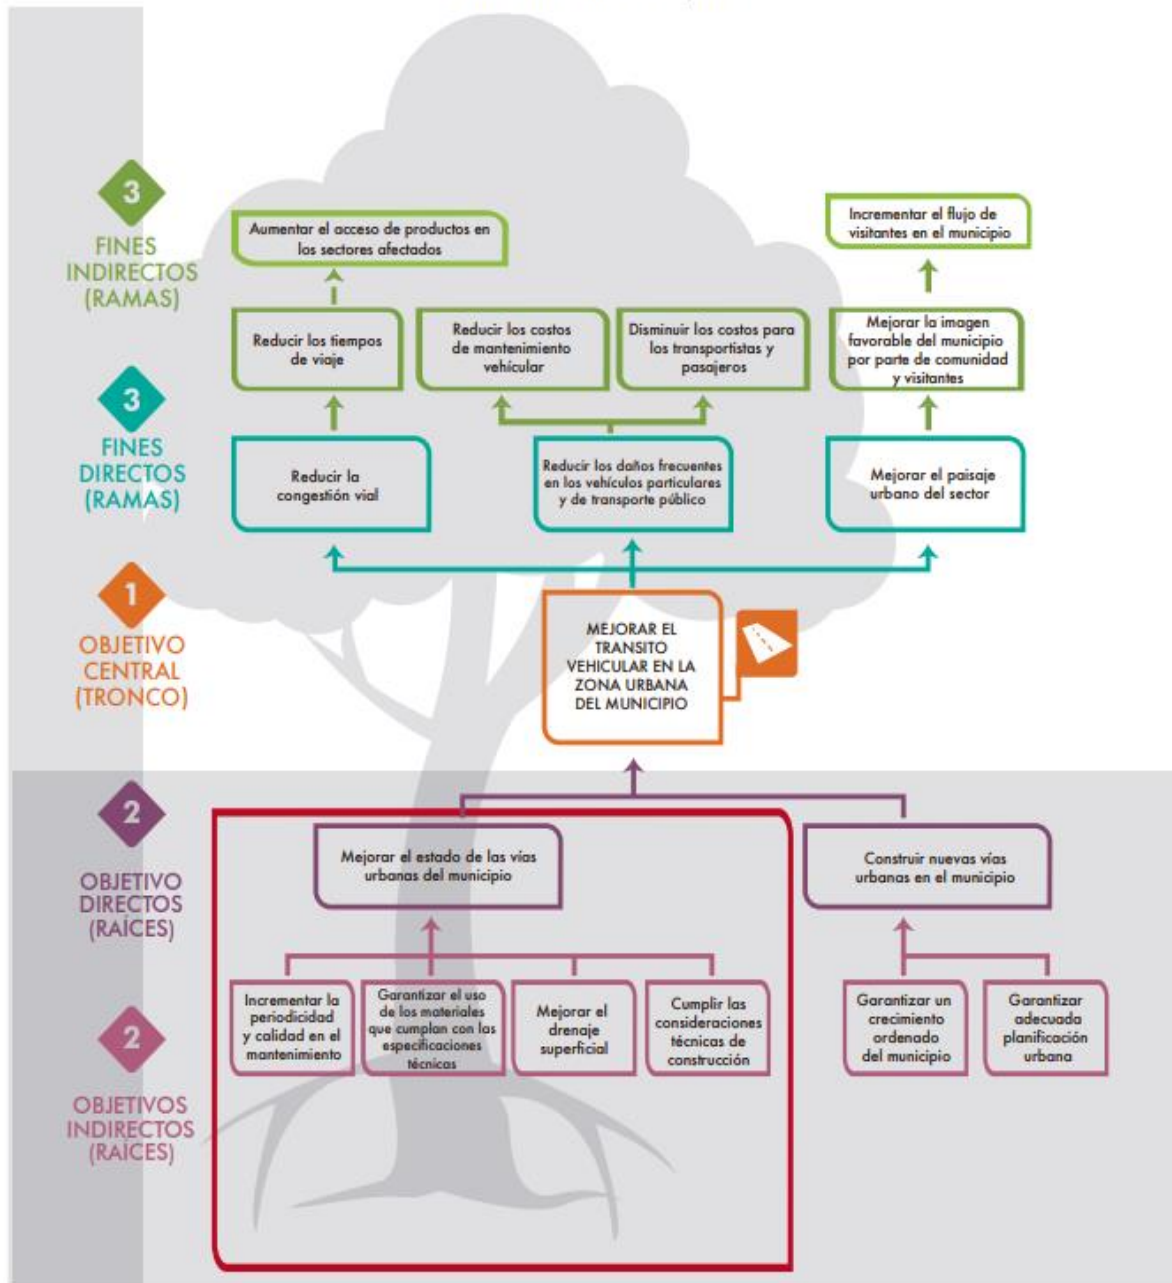 3
FINES
INDIRECTOS
(RAMAS)
Aumentar el acceso de productos en
los sectores afectados
Incrementar el flujo de
visitantes en el municipio
Reducir los tiempos
de viaje
Reducir los costos
de mantenimiento
vehícular
Disminuir los costos para
los transportistas y
pasajeros
Mejorar la imagen
favorable del municipio
por parte de comunidad
y visitantes
3
FINES
DIRECTOS
(RAMAS)
Reducir la
congestión vial
Reducir los daños frecuentes
en los vehículos particulares
y de transporte público
Mejorar el paisaje
urbano del sector
1
OBJETIVO
CENTRAL
(TRONCO)
MEJORAR EL
TRANSITO
VEHICULAR EN LA
ZONA URBANA
DEL MUNICIPIO
2
OBJETIVO
DIRECTOS
(RAÍCES)
Mejorar el estado de las vías
urbanas del municipio
Construir nuevas vías
urbanas en el municipio
2
OBJETIVOS
INDIRECTOS
(RAÍCES)
Incrementar la
periodicidad
y calidad en el
mantenimiento
Garantizar el uso
de los materiales
que cumplan con las
especificaciones
técnicas
Mejorar el
drenaje
superficial
Cumplir las
consideraciones
técnicas de
construcción
Garantizar un
crecimiento
ordenado
del municipio
Garantizar
adecuada
planificación
urbana